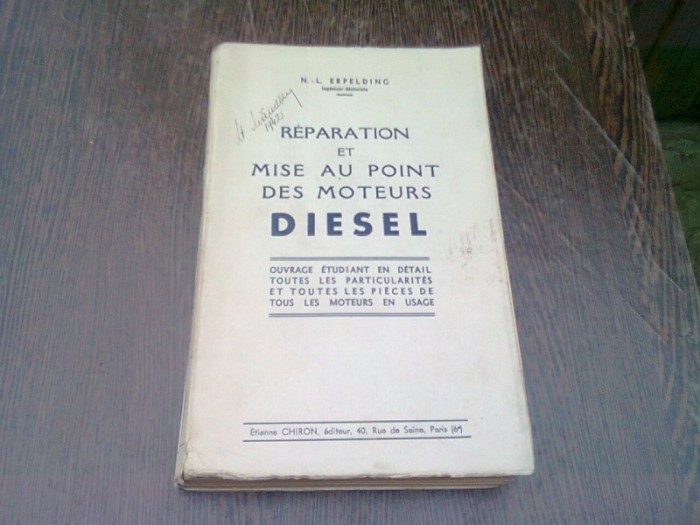 N.-L. ERPELDING
Ingénieur-Motoriste
1942
RÉPARATION
ET
MISE AU POINT
DES MOTEURS
DIESEL
OUVRAGE ÉTUDIANT EN DÉTAIL
TOUTES LES PARTICULARITÉS
ET TOUTES LES PIÈCES DE
TOUS LES MOTEURS EN USAGE
Etienne CHIRON, éditeur, 40, Rue de Seine, Paris (6e)